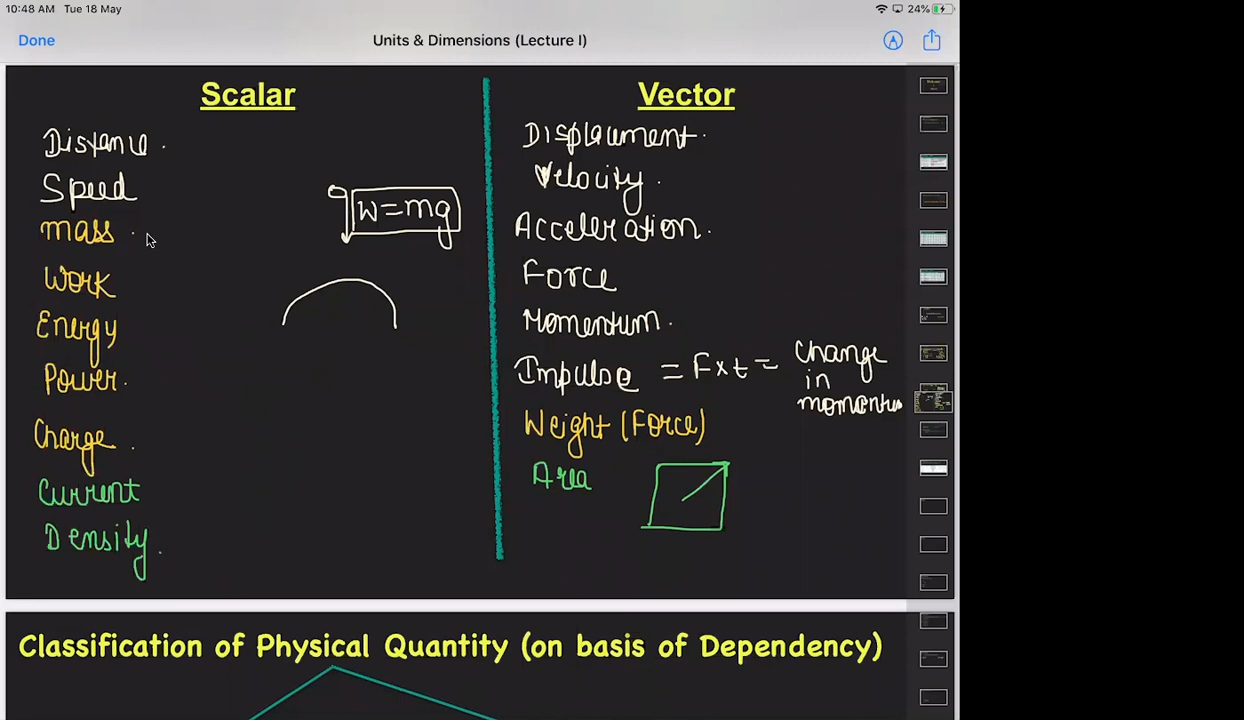 10:48 AM Tue 18 May
24%
Done
Units & Dimensions (Lecture I)
Scalar
Distance
Speed
mass
Work
Energy
Power
Charge
Current
Density
w=mg
Vector
Displacement
Velocity
Acceleration
Force
Momentum
Impulse = F×t = Change
in
momentum
Weight (Force)
Area
Classification of Physical Quantity (on basis of Dependency)